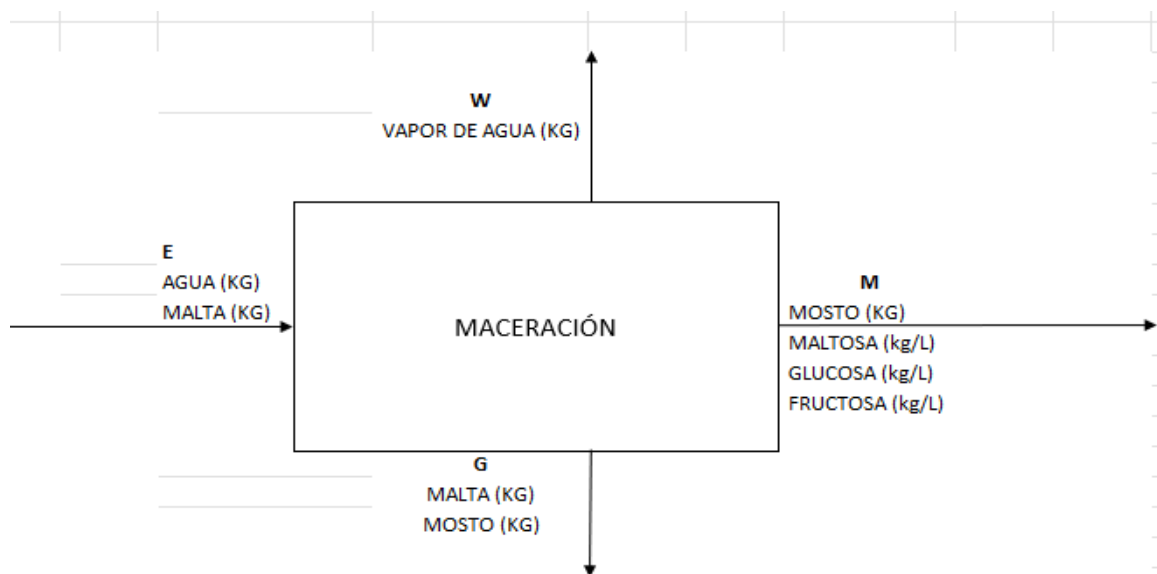 W
VAPOR DE AGUA (KG)
E
AGUA (KG)
MALTA (KG)
MACERACIÓN
M
MOSTO (KG)
MALTOSA (kg/L)
GLUCOSA (kg/L)
FRUCTOSA (kg/L)
G
MALTA (KG)
MOSTO (KG)